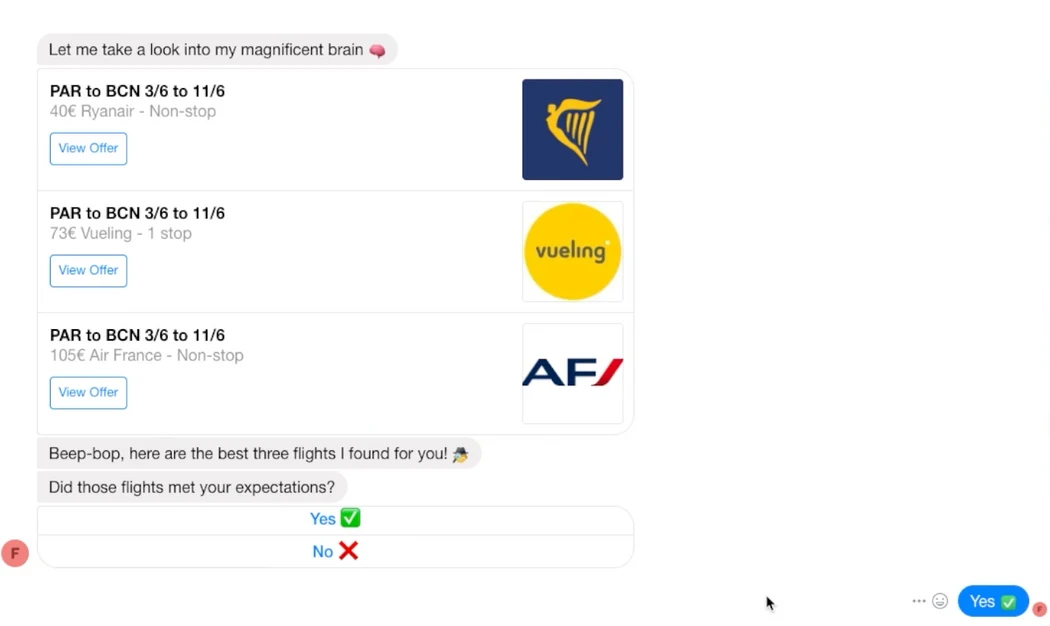 Let me take a look into my magnificent brain 🧠
PAR to BCN 3/6 to 11/6
40€ Ryanair - Non-stop
View Offer
PAR to BCN 3/6 to 11/6
73€ Vueling - 1 stop
View Offer
vueling
PAR to BCN 3/6 to 11/6
105€ Air France - Non-stop
View Offer
AF
Beep-bop, here are the best three flights I found for you! 🕵️
Did those flights met your expectations?
Yes ✅
No ❌
F
Yes ✅
F